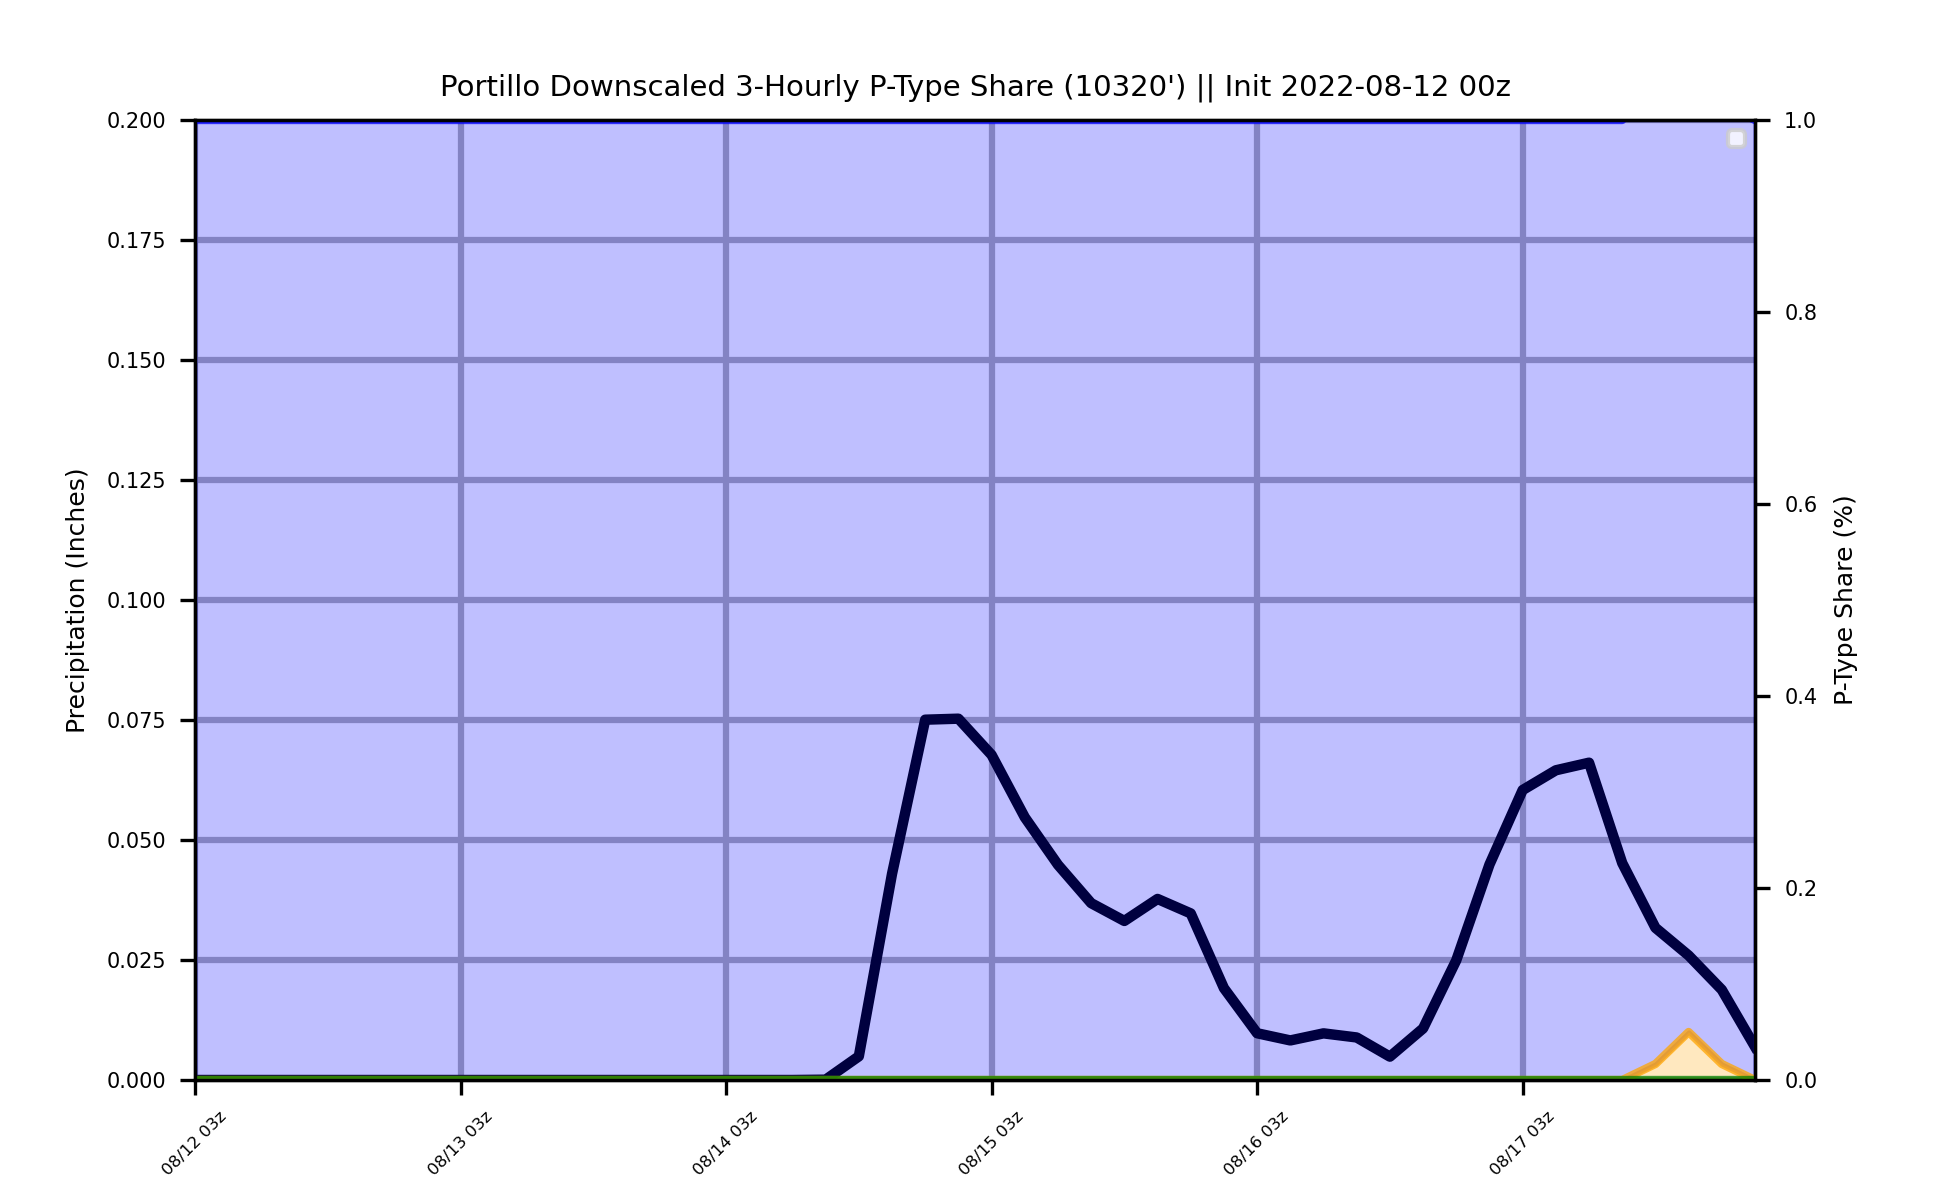 Portillo Downscaled 3-Hourly P-Type Share (10320') || Init 2022-08-12 00z
0.200
0.175
0.150
0.125
0.100
0.075
0.050
0.025
0.000
Precipitation (Inches)
1.0
0.8
0.6
0.4
0.2
0.0
P-Type Share (%)
08/12 03z
08/13 03z
08/14 03z
08/15 03z
08/16 03z
08/17 03z